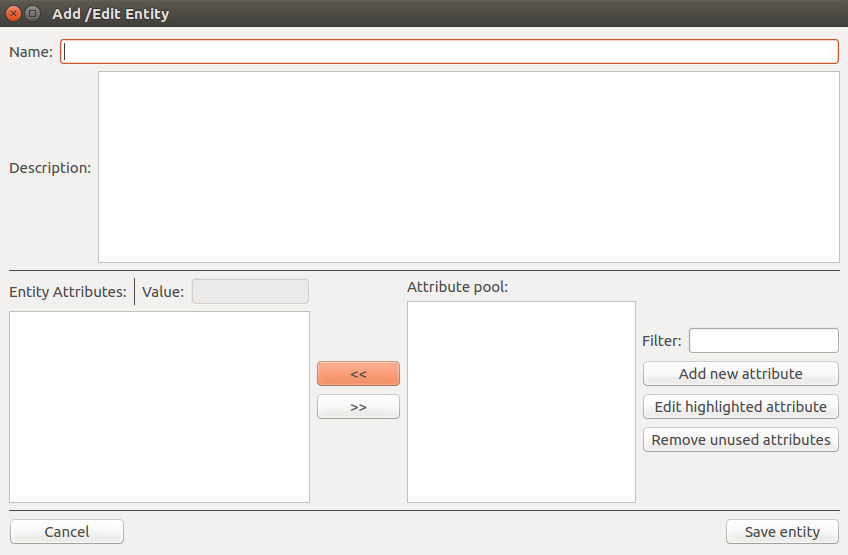 Add /Edit Entity
Name:
Description:
Entity Attributes: Value:
Attribute pool:
Filter:
<<
Add new attribute
>>
Edit highlighted attribute
Remove unused attributes
Cancel
Save entity